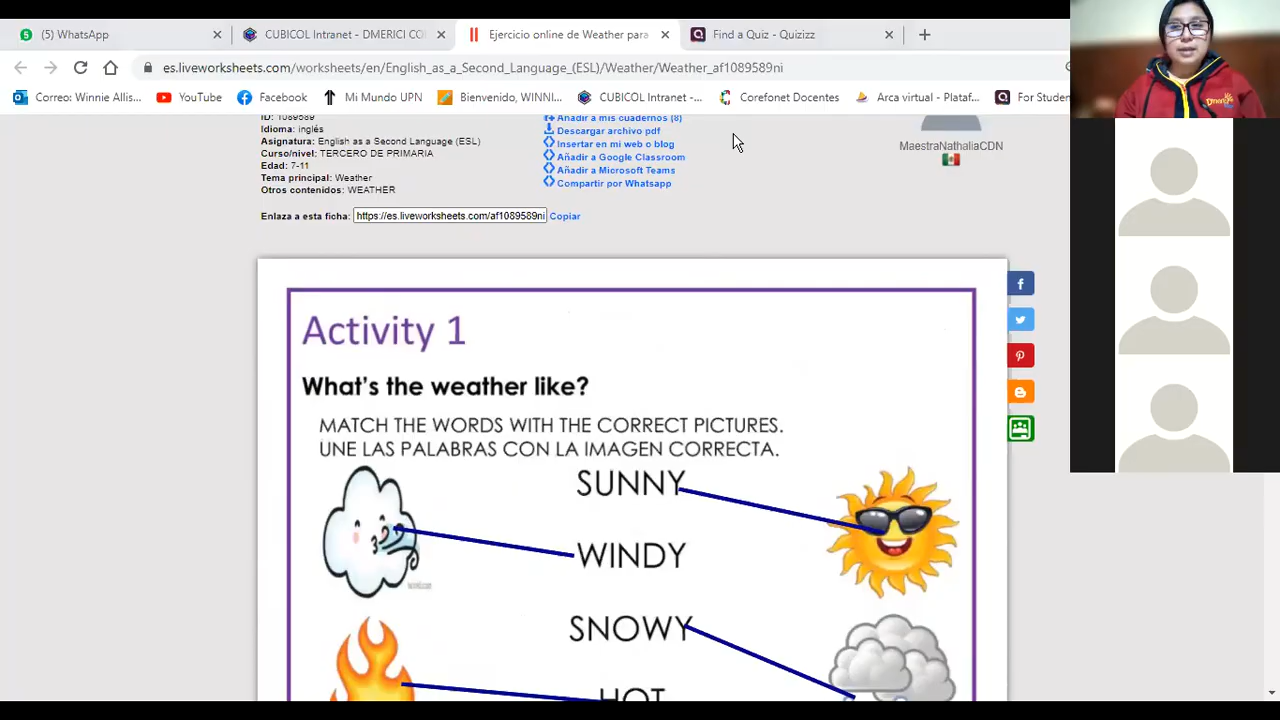 (5) WhatsApp
CUBICOL Intranet - DMERICI CO
Ejercicio online de Weather para
Find a Quiz - Quizizz
es.liveworksheets.com/worksheets/en/English_as_a_Second_Language_(ESL)/Weather/Weather_af1089589ni
Correo: Winnie Allis...
YouTube
Facebook
Mi Mundo UPN
Bienvenido, WINNI...
CUBICOL Intranet -...
Corefonet Docentes
Arca virtual - Plataf...
For Studen
ID: 1089589
Idioma: inglés
Asignatura: English as a Second Language (ESL)
Curso/nivel: TERCERO DE PRIMARIA
Edad: 7-11
Tema principal: Weather
Otros contenidos: WEATHER
Añadir a mis cuadernos (8)
Descargar archivo pdf
Insertar en mi web o blog
Añadir a Google Classroom
Añadir a Microsoft Teams
Compartir por Whatsapp
MaestraNathaliaCDN
Enlaza a esta ficha: https://es.liveworksheets.com/af1089589ni Copiar
Activity 1
What's the weather like?
MATCH THE WORDS WITH THE CORRECT PICTURES.
UNE LAS PALABRAS CON LA IMAGEN CORRECTA.
SUNNY
WINDY
SNOWY
HOT